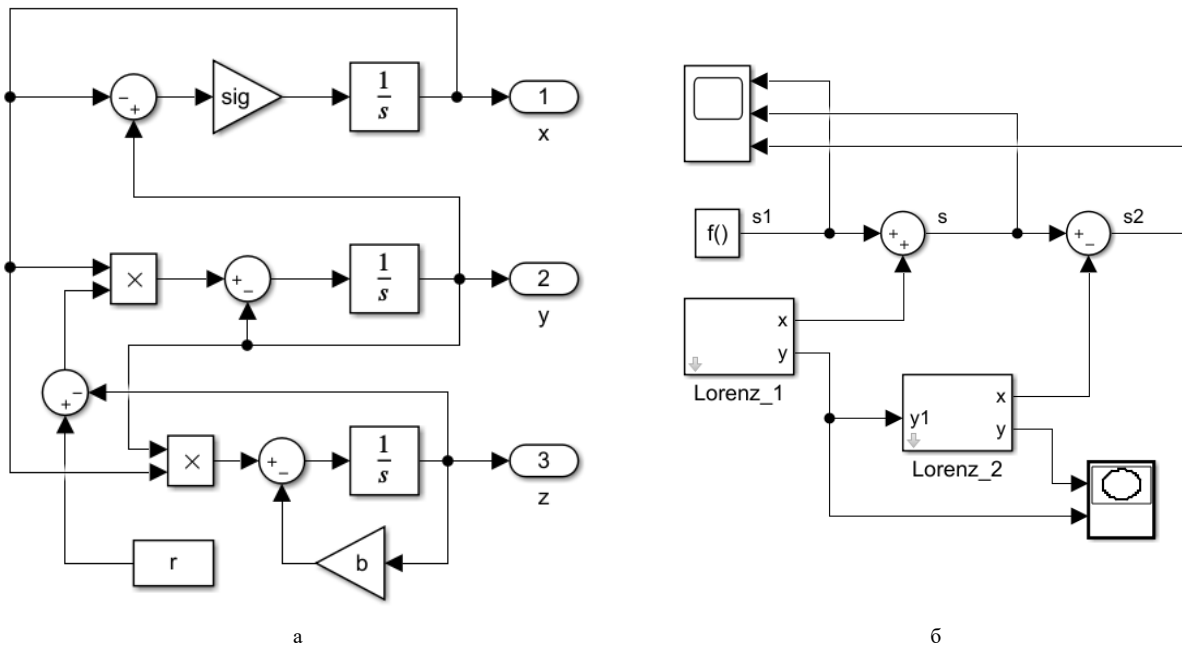 sig
1
s
1
x
1
s
2
y
×
+
−
1
s
3
z
×
r
b
а
s1
s
s2
f()
x
y
Lorenz_1
y1
x
y
Lorenz_2
б